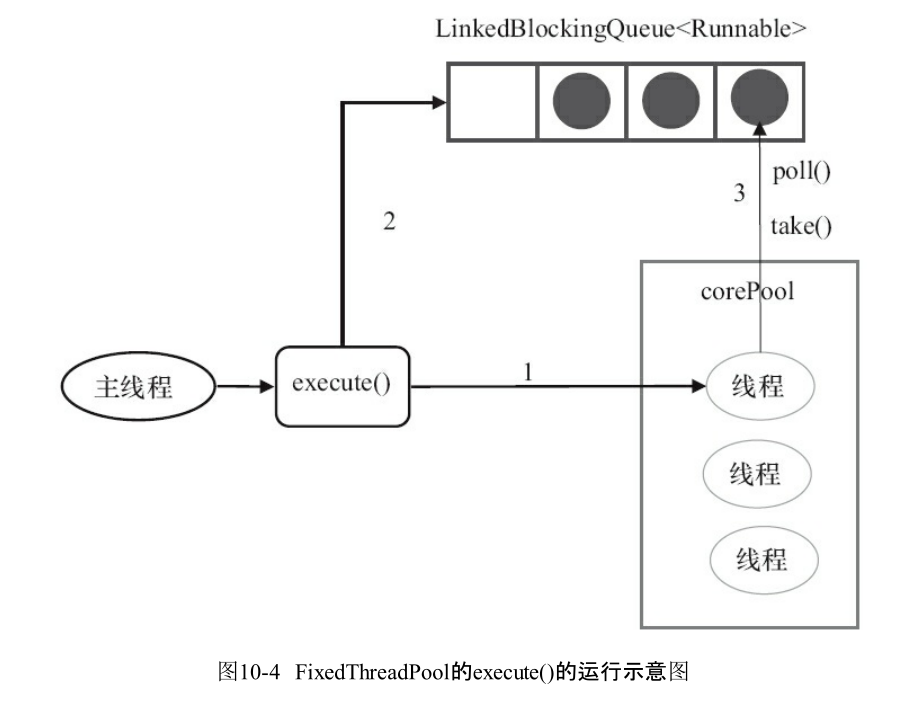 LinkedBlockingQueue<Runnable>
poll()
3
2
take()
corePool
主线程
execute()
1
线程
线程
线程
图10-4 FixedThreadPool的execute()的运行示意图